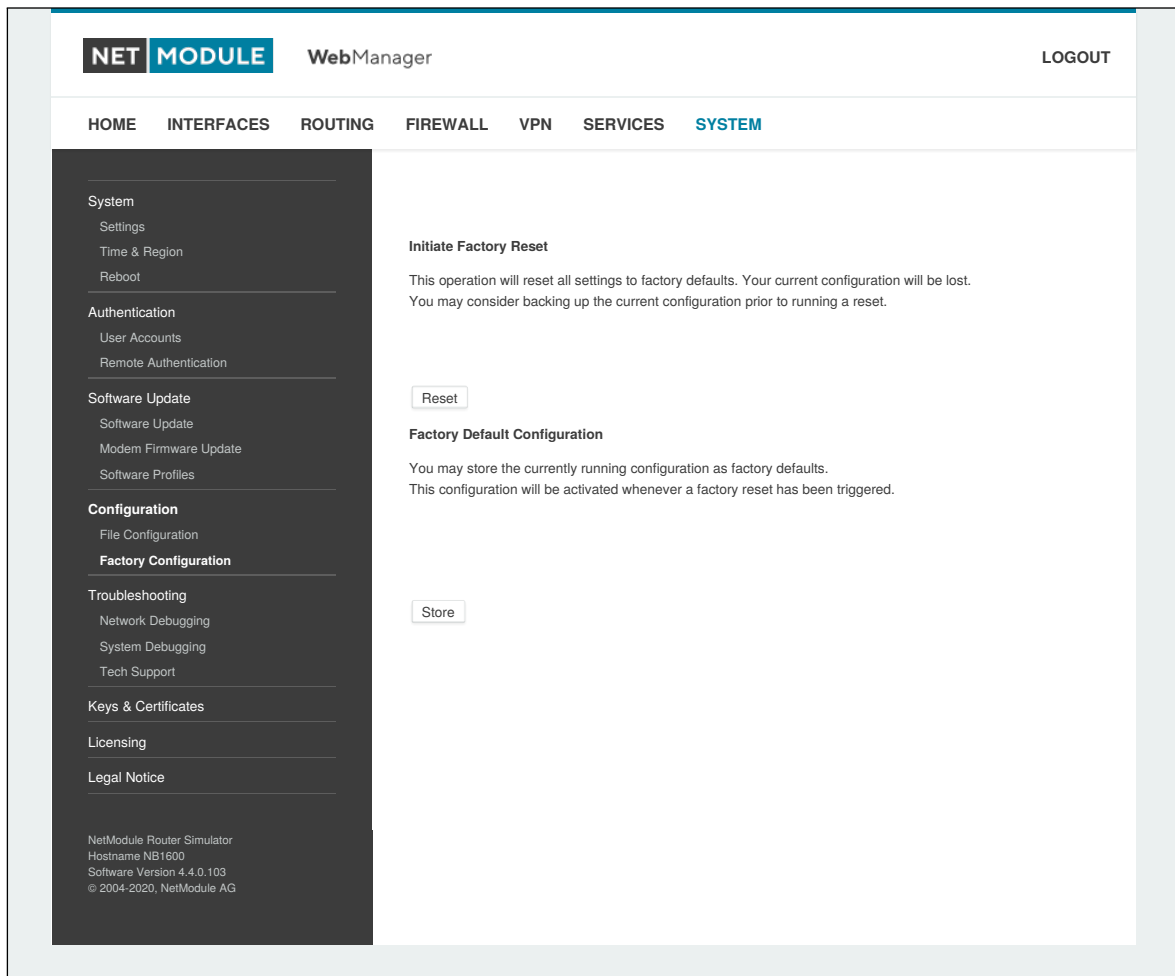 NET MODULE WebManager LOGOUT
HOME INTERFACES ROUTING FIREWALL VPN SERVICES SYSTEM
System
Settings
Time & Region
Reboot
Authentication
User Accounts
Remote Authentication
Software Update
Software Update
Modem Firmware Update
Software Profiles
Configuration
File Configuration
Factory Configuration
Troubleshooting
Network Debugging
System Debugging
Tech Support
Keys & Certificates
Licensing
Legal Notice
NetModule Router Simulator
Hostname NB1600
Software Version 4.4.0.103
© 2004-2020, NetModule AG
Initiate Factory Reset
This operation will reset all settings to factory defaults. Your current configuration will be lost.
You may consider backing up the current configuration prior to running a reset.
Reset
Factory Default Configuration
You may store the currently running configuration as factory defaults.
This configuration will be activated whenever a factory reset has been triggered.
Store